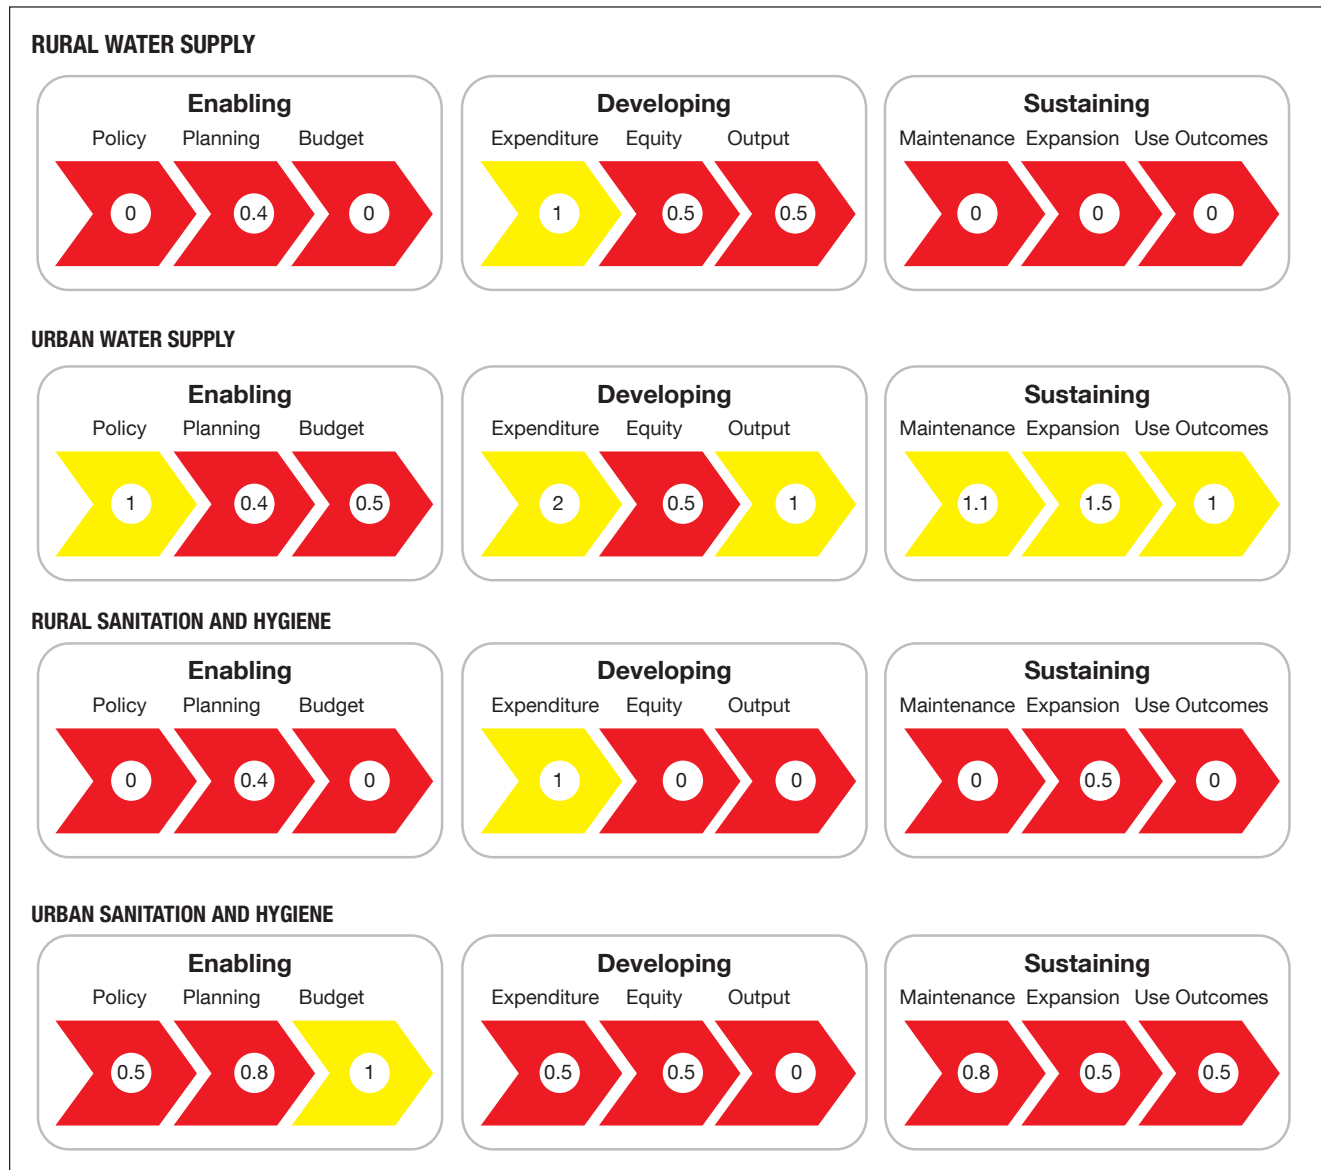 RURAL WATER SUPPLY
Enabling
Policy Planning Budget
0 0.4 0
Developing
Expenditure Equity Output
1 0.5 0.5
Sustaining
Maintenance Expansion Use Outcomes
0 0 0
URBAN WATER SUPPLY
Enabling
Policy Planning Budget
1 0.4 0.5
Developing
Expenditure Equity Output
2 0.5 1
Sustaining
Maintenance Expansion Use Outcomes
1.1 1.5 1
RURAL SANITATION AND HYGIENE
Enabling
Policy Planning Budget
0 0.4 0
Developing
Expenditure Equity Output
1 0 0
Sustaining
Maintenance Expansion Use Outcomes
0 0.5 0
URBAN SANITATION AND HYGIENE
Enabling
Policy Planning Budget
0.5 0.8 1
Developing
Expenditure Equity Output
0.5 0.5 0
Sustaining
Maintenance Expansion Use Outcomes
0.8 0.5 0.5